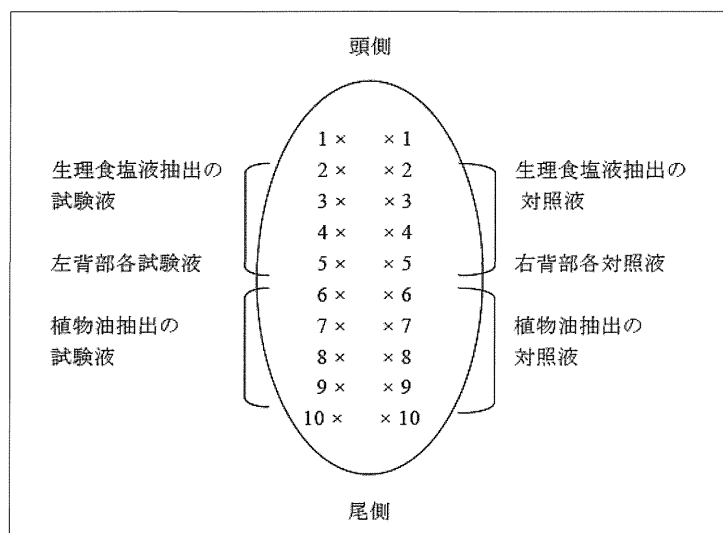 頭側
1 × × 1
生理食塩液抽出の 2 × × 2 生理食塩液抽出の
試験液 3 × × 3 対照液
4 × × 4
左背部各試験液 5 × × 5 右背部各対照液
6 × × 6
植物油抽出の 7 × × 7 植物油抽出の
試験液 8 × × 8 対照液
9 × × 9
10 × × 10
尾側